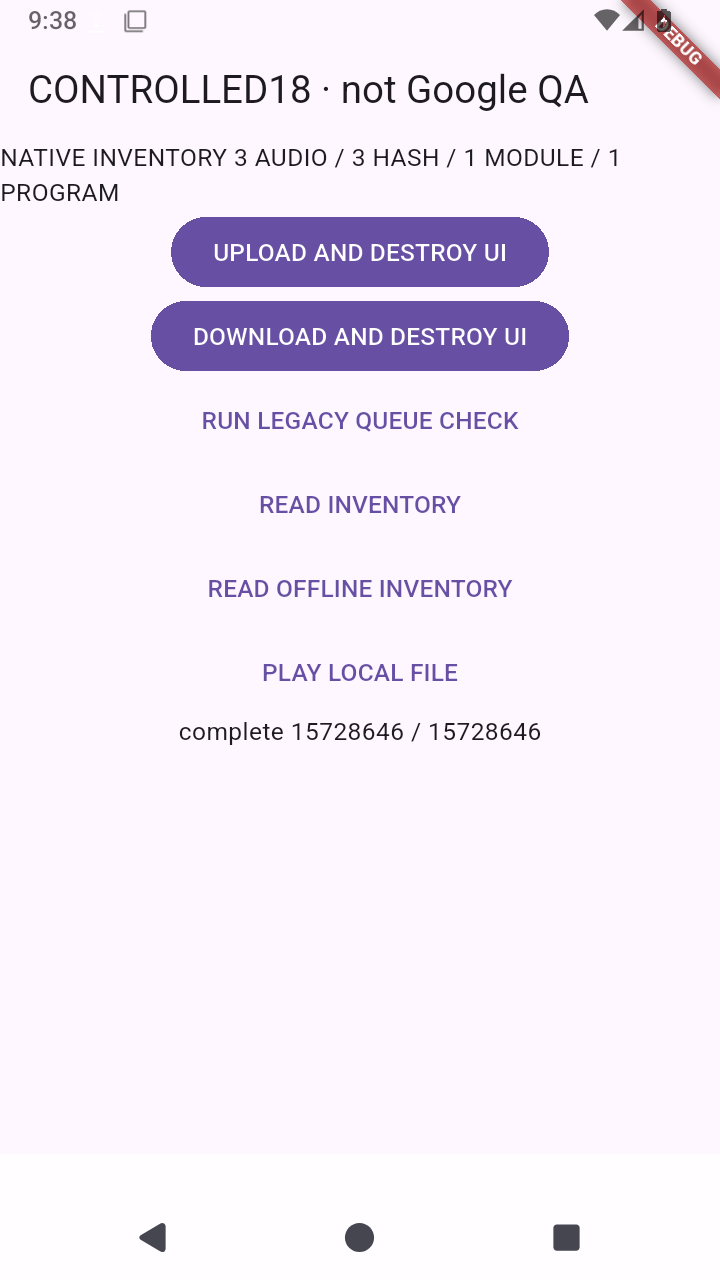 9:38
DEBUG
CONTROLLED18 · not Google QA
NATIVE INVENTORY 3 AUDIO / 3 HASH / 1 MODULE / 1
PROGRAM
UPLOAD AND DESTROY UI
DOWNLOAD AND DESTROY UI
RUN LEGACY QUEUE CHECK
READ INVENTORY
READ OFFLINE INVENTORY
PLAY LOCAL FILE
complete 15728646 / 15728646